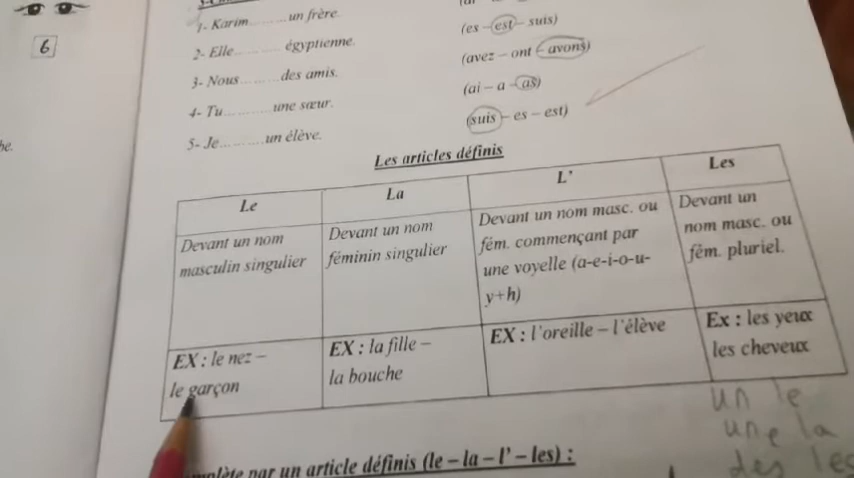 6
1- Karim......... un frère.
2- Elle............ égyptienne.
(es – est – suis)
3- Nous......... des amis.
(avez – ont – avons)
4- Tu............ une sœur.
(ai – a – as)
5- Je.......... un élève.
(suis – es – est)
Les articles définis
Le
La
L'
Les
Devant un nom
masculin singulier
Devant un nom
féminin singulier
Devant un nom masc. ou
fém. commençant par
une voyelle (a-e-i-o-u-
y+h)
Devant un
nom masc. ou
fém. pluriel.
EX : le nez –
le garçon
EX : la fille –
la bouche
EX : l'oreille – l'élève
Ex : les yeux
les cheveux
un le
une la
des les
par un article définis (le – la – l' – les) :